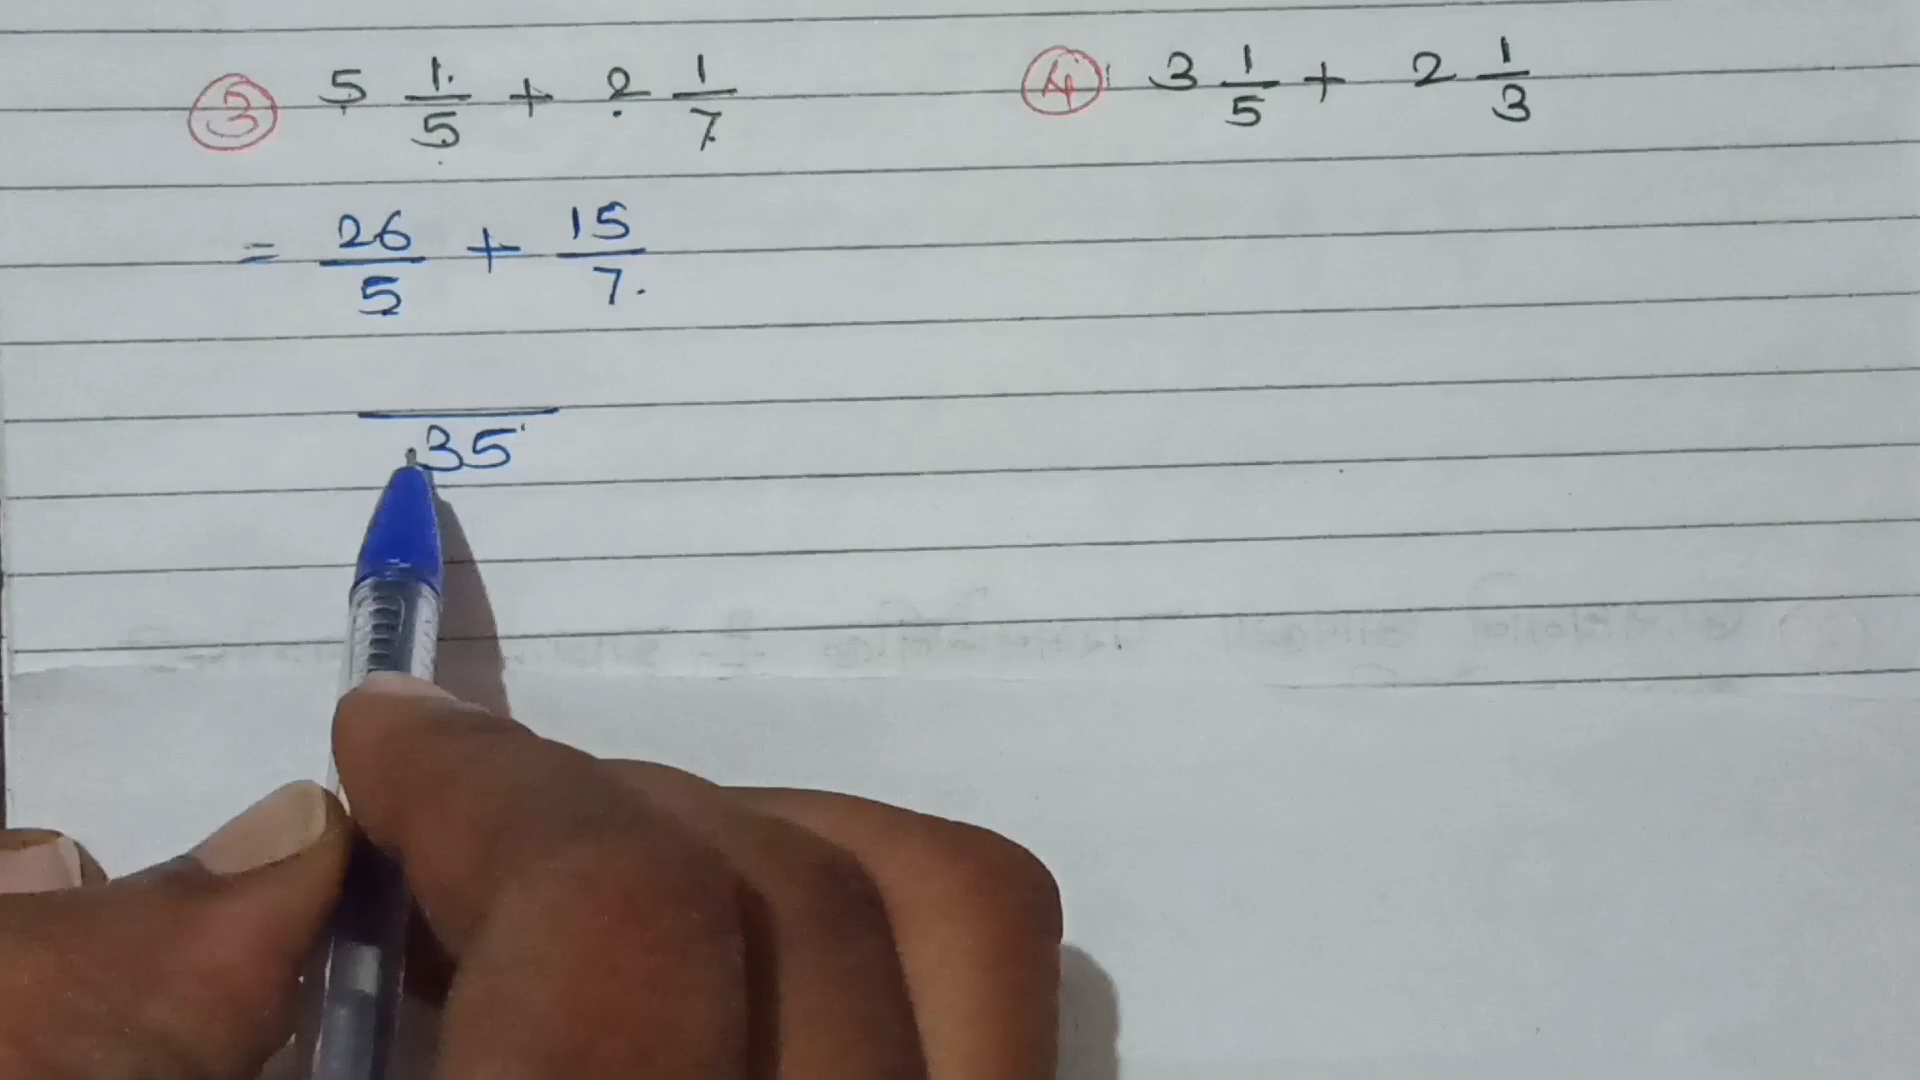 ③ 5 1/5 + 2 1/7
= 26/5 + 15/7
35
④ 3 1/5 + 2 1/3